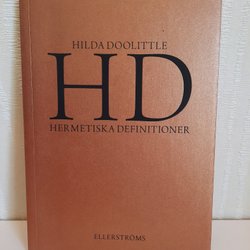 HILDA DOOLITTLE
HD
HERMETISKA DEFINITIONER
ELLERSTRÖMS